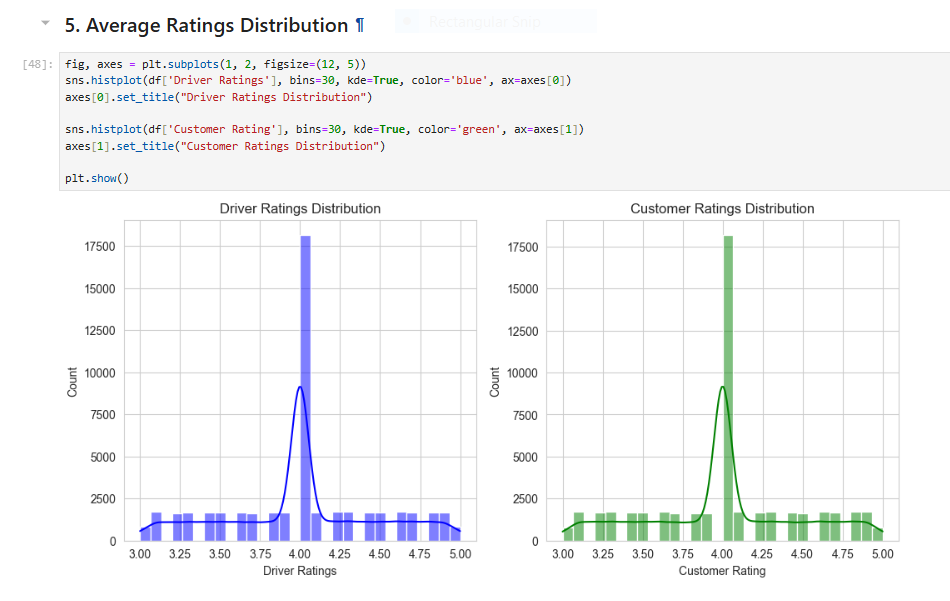 Rectangular Snip
5. Average Ratings Distribution ¶
[48]:
fig, axes = plt.subplots(1, 2, figsize=(12, 5))
sns.histplot(df['Driver Ratings'], bins=30, kde=True, color='blue', ax=axes[0])
axes[0].set_title("Driver Ratings Distribution")
sns.histplot(df['Customer Rating'], bins=30, kde=True, color='green', ax=axes[1])
axes[1].set_title("Customer Ratings Distribution")
plt.show()
Driver Ratings Distribution
17500
15000
12500
10000
7500
5000
2500
0
Count
3.00 3.25 3.50 3.75 4.00 4.25 4.50 4.75 5.00
Driver Ratings
Customer Ratings Distribution
17500
15000
12500
10000
7500
5000
2500
0
Count
3.00 3.25 3.50 3.75 4.00 4.25 4.50 4.75 5.00
Customer Rating